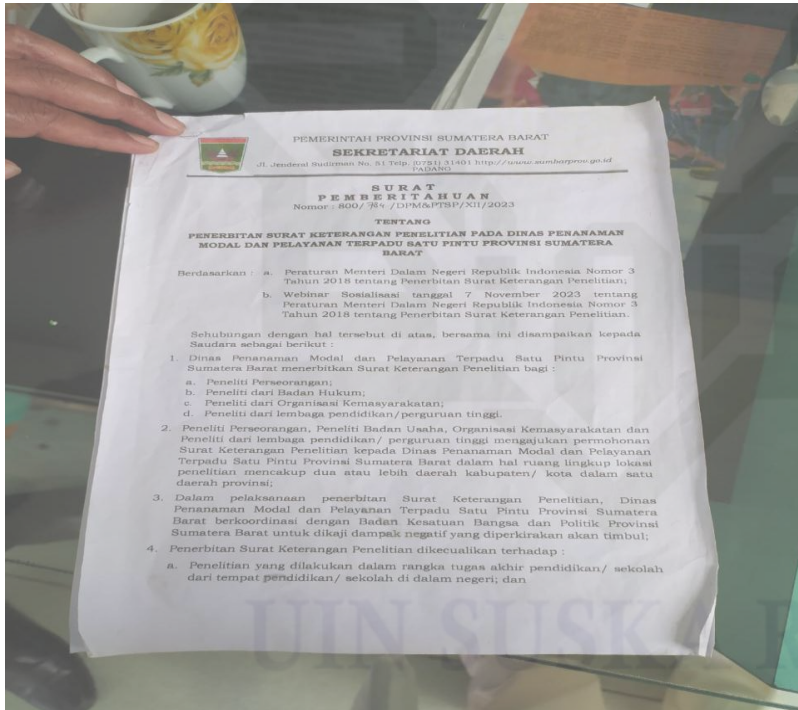 PEMERINTAH PROVINSI SUMATERA BARAT
SEKRETARIAT DAERAH
Jl. Jenderal Sudirman No. 51 Telp. (0751) 31401 http://www.sumbarprov.go.id
PADANG
SURAT
PEMBERITAHUAN
Nomor : 800/ /DPM&PTSP/XII/2023
TENTANG
PENERBITAN SURAT KETERANGAN PENELITIAN PADA DINAS PENANAMAN
MODAL DAN PELAYANAN TERPADU SATU PINTU PROVINSI SUMATERA
BARAT
Berdasarkan : a. Peraturan Menteri Dalam Negeri Republik Indonesia Nomor 3
Tahun 2018 tentang Penerbitan Surat Keterangan Penelitian;
b. Webinar Sosialisasi tanggal 7 November 2023 tentang
Peraturan Menteri Dalam Negeri Republik Indonesia Nomor 3
Tahun 2018 tentang Penerbitan Surat Keterangan Penelitian.
Sehubungan dengan hal tersebut di atas, bersama ini disampaikan kepada
Saudara sebagai berikut :
1. Dinas Penanaman Modal dan Pelayanan Terpadu Satu Pintu Provinsi
Sumatera Barat menerbitkan Surat Keterangan Penelitian bagi :
a. Peneliti Perseorangan;
b. Peneliti dari Badan Hukum;
c. Peneliti dari Organisasi Kemasyarakatan;
d. Peneliti dari lembaga pendidikan/perguruan tinggi.
2. Peneliti Perseorangan, Peneliti Badan Usaha, Organisasi Kemasyarakatan dan
Peneliti dari lembaga pendidikan/ perguruan tinggi mengajukan permohonan
Surat Keterangan Penelitian kepada Dinas Penanaman Modal dan Pelayanan
Terpadu Satu Pintu Provinsi Sumatera Barat dalam hal ruang lingkup lokasi
penelitian mencakup dua atau lebih daerah kabupaten/ kota dalam satu
daerah provinsi;
3. Dalam pelaksanaan penerbitan Surat Keterangan Penelitian, Dinas
Penanaman Modal dan Pelayanan Terpadu Satu Pintu Provinsi Sumatera
Barat berkoordinasi dengan Badan Kesatuan Bangsa dan Politik Provinsi
Sumatera Barat untuk dikaji dampak negatif yang diperkirakan akan timbul;
4. Penerbitan Surat Keterangan Penelitian dikecualikan terhadap :
a. Penelitian yang dilakukan dalam rangka tugas akhir pendidikan/ sekolah
dari tempat pendidikan/ sekolah di dalam negeri; dan
UIN SUSKA R